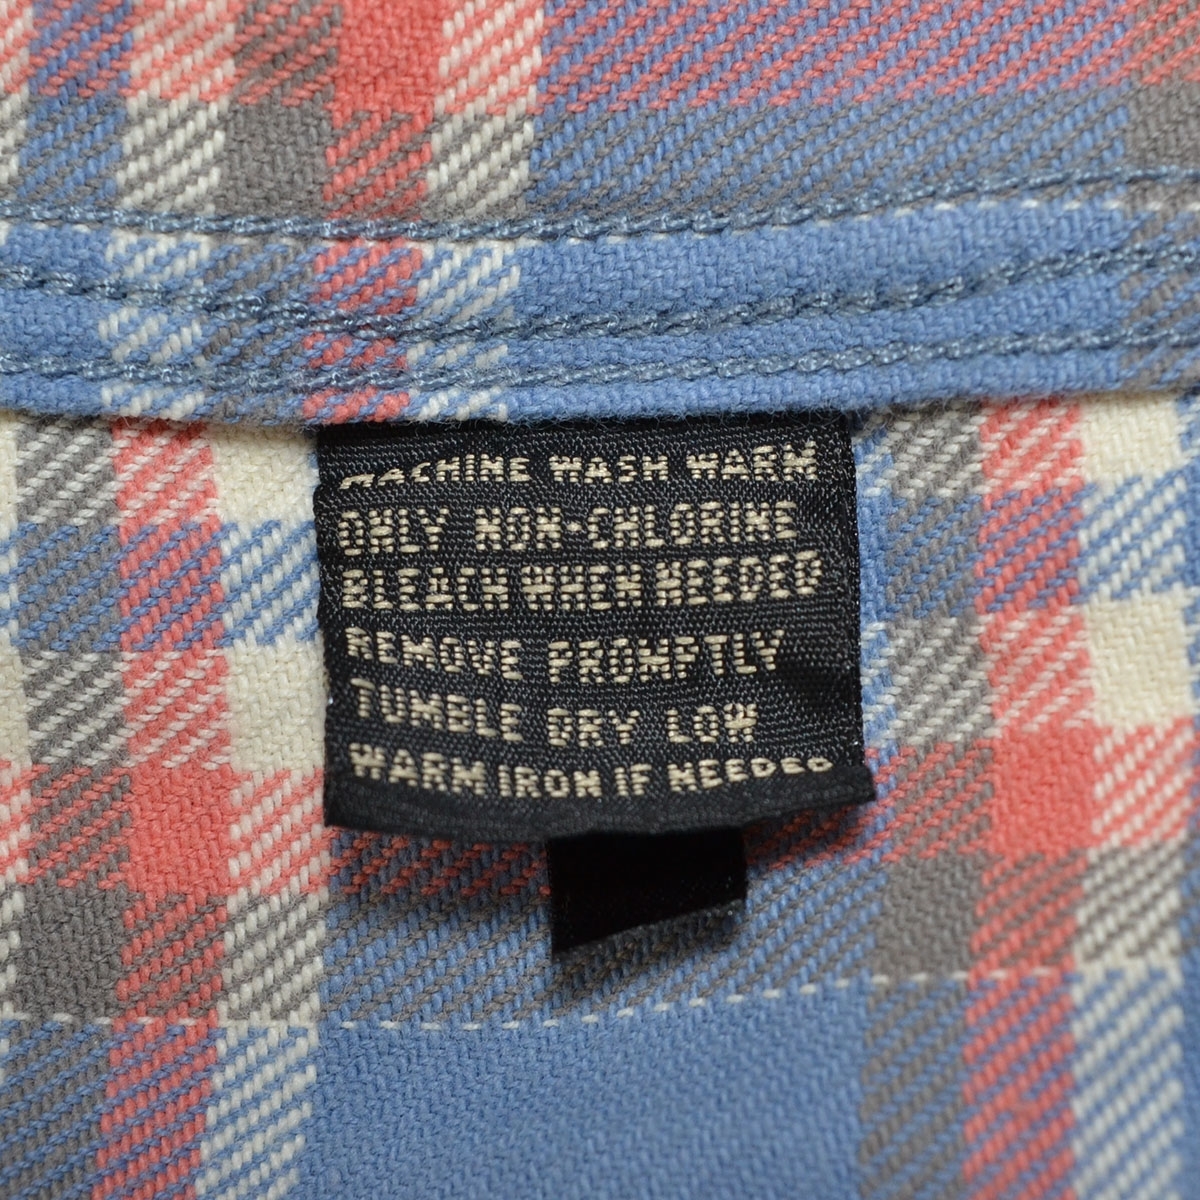 MACHINE WASH WARM
ONLY NON-CHLORINE
BLEACH WHEN NEEDED
REMOVE PROMPTLY
TUMBLE DRY LOW
WARM IRON IF NEEDED